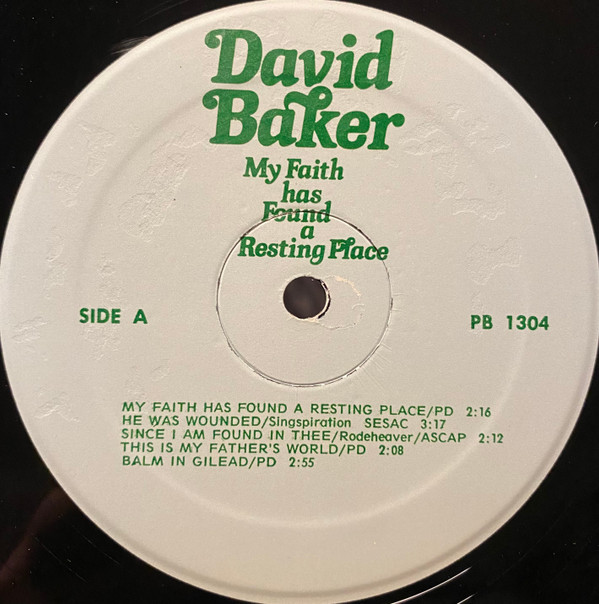 David
Baker
My Faith
has
Found
a
Resting Place
SIDE A
PB 1304
MY FAITH HAS FOUND A RESTING PLACE/PD 2:16
HE WAS WOUNDED/Singspiration SESAC 3:17
SINCE I AM FOUND IN THEE/Rodeheaver/ASCAP 2:12
THIS IS MY FATHER'S WORLD/PD 2:08
BALM IN GILEAD/PD 2:55